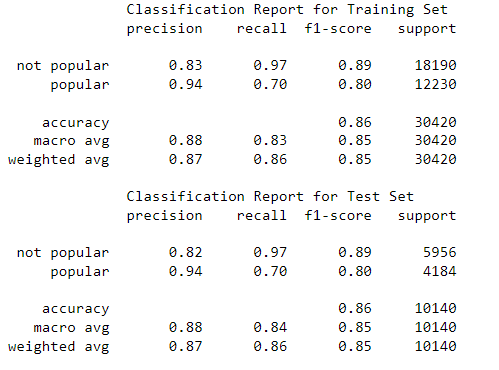 Classification Report for Training Set
precision recall f1-score support
not popular 0.83 0.97 0.89 18190
popular 0.94 0.70 0.80 12230
accuracy 0.86 30420
macro avg 0.88 0.83 0.85 30420
weighted avg 0.87 0.86 0.85 30420
Classification Report for Test Set
precision recall f1-score support
not popular 0.82 0.97 0.89 5956
popular 0.94 0.70 0.80 4184
accuracy 0.86 10140
macro avg 0.88 0.84 0.85 10140
weighted avg 0.87 0.86 0.85 10140